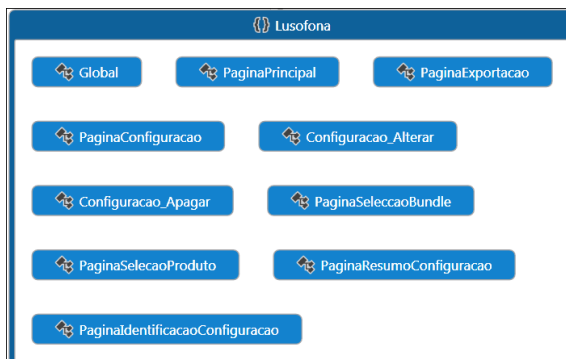 Lusofona
Global PaginaPrincipal PaginaExportacao
PaginaConfiguracao Configuracao_Alterar
Configuracao_Apagar PaginaSeleccaoBundle
PaginaSelecaoProduto PaginaResumoConfiguracao
PaginaIdentificacaoConfiguracao